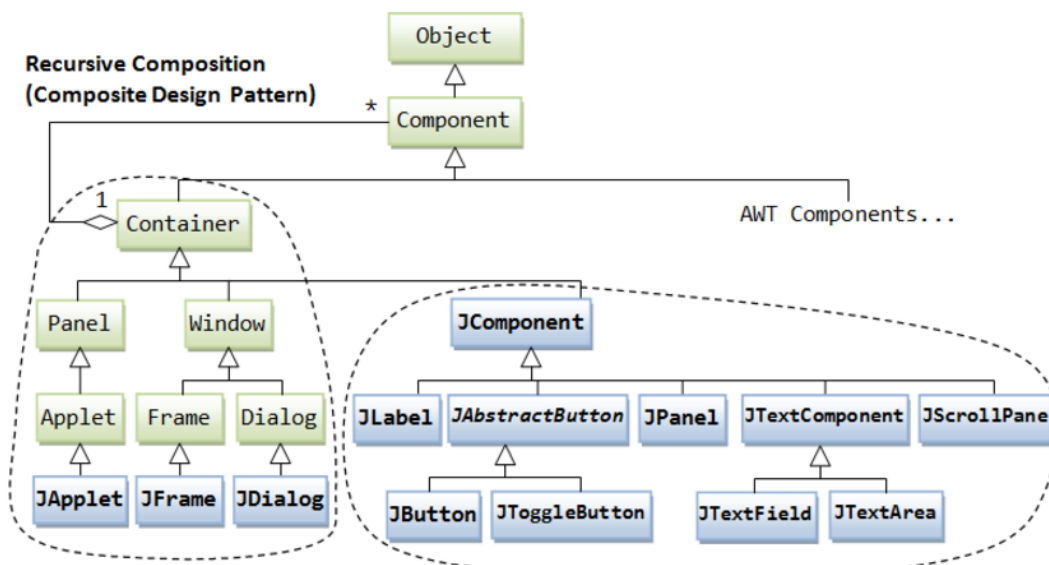 Object
Recursive Composition
(Composite Design Pattern)
*
Component
1
Container
AWT Components...
Panel
Window
JComponent
Applet
Frame
Dialog
JLabel
JAbstractButton
JPanel
JTextComponent
JScrollPane
JApplet
JFrame
JDialog
JButton
JToggleButton
JTextField
JTextArea